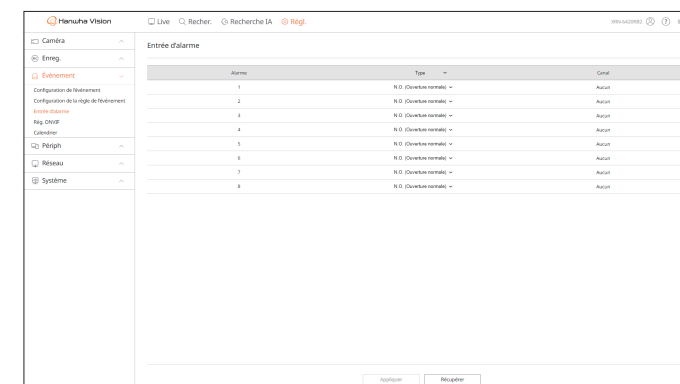 Hanwha Vision
Live Recher. Recherche IA Régl.
XRN-6420RB2
Caméra
Enreg.
Événement
Configuration de l'événement
Configuration de la règle de l'événement
Entrée d'alarme
Rég. ONVIF
Calendrier
Périph
Réseau
Système
Entrée d'alarme
Alarme Type Canal
1 N.O. (Ouverture normale) Aucun
2 N.O. (Ouverture normale) Aucun
3 N.O. (Ouverture normale) Aucun
4 N.O. (Ouverture normale) Aucun
5 N.O. (Ouverture normale) Aucun
6 N.O. (Ouverture normale) Aucun
7 N.O. (Ouverture normale) Aucun
8 N.O. (Ouverture normale) Aucun
Appliquer Récupérer